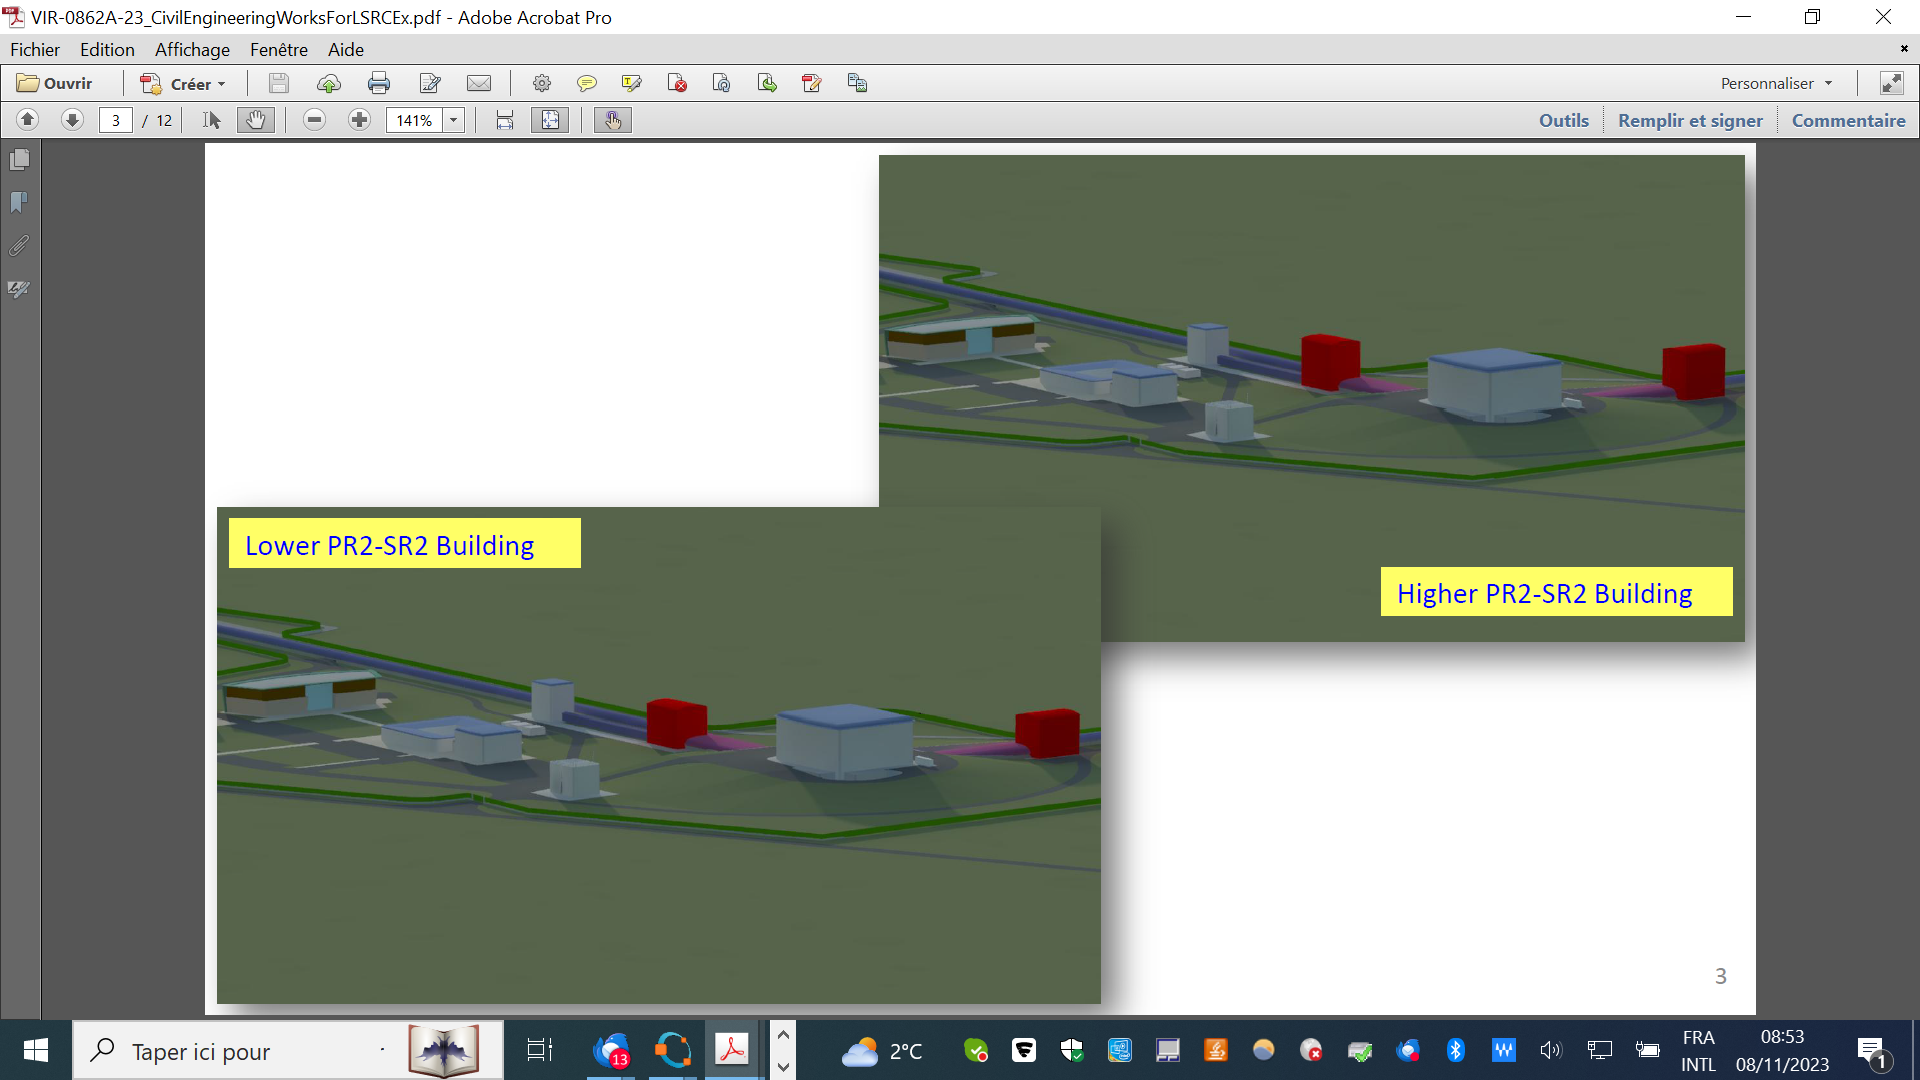 VIR-0862A-23_CivilEngineeringWorksForLSRCEx.pdf - Adobe Acrobat Pro
Fichier Edition Affichage Fenêtre Aide
Ouvrir Créer Personnaliser
3 / 12 141% Outils Remplir et signer Commentaire
Lower PR2-SR2 Building
Higher PR2-SR2 Building
3
Taper ici pour
13
2°C
FRA
INTL
08:53
08/11/2023
1